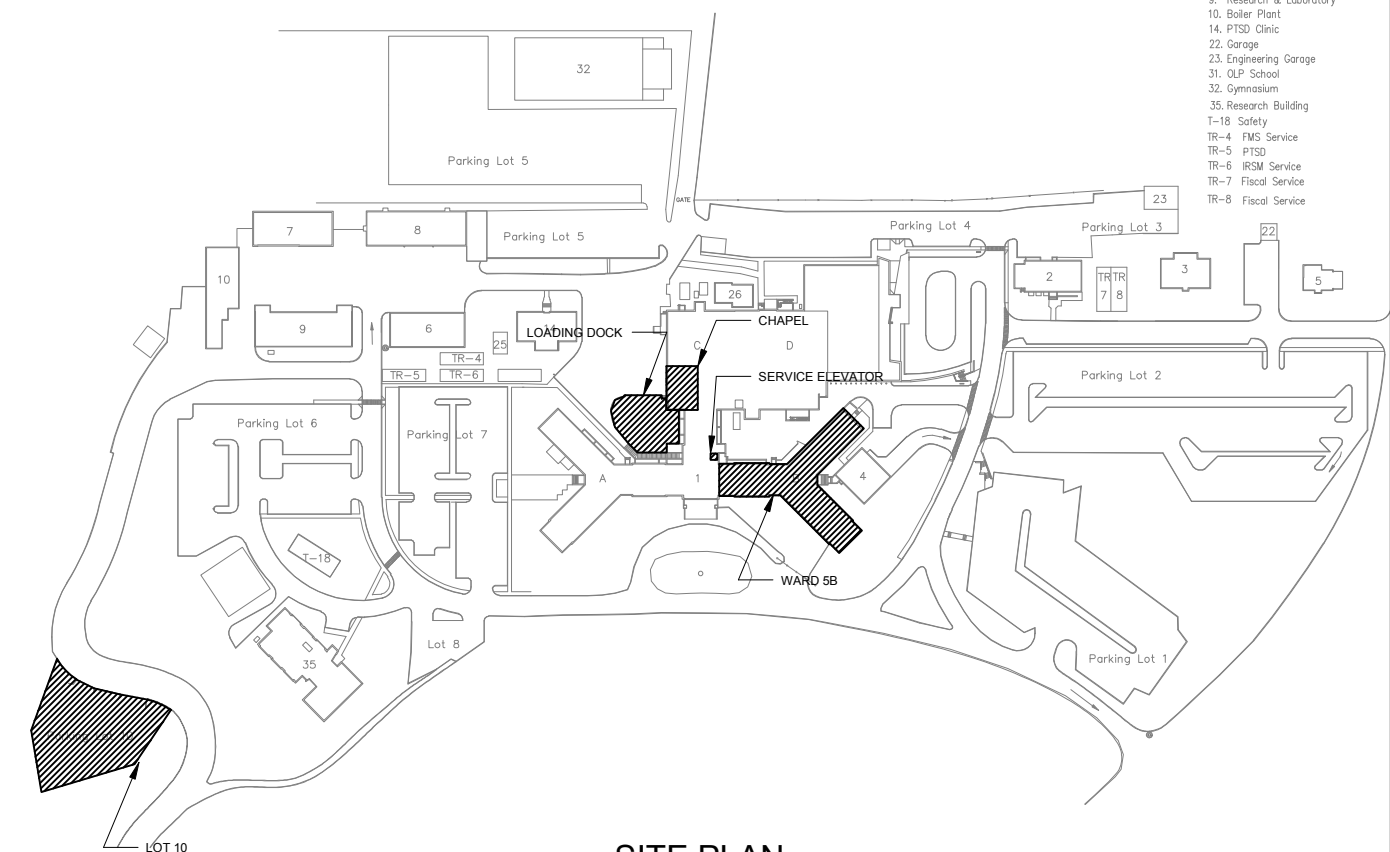 9. Research & Laboratory
10. Boiler Plant
14. PTSD Clinic
22. Garage
23. Engineering Garage
31. OLP School
32. Gymnasium
35. Research Building
T-18 Safety
TR-4 FMS Service
TR-5 PTSD
TR-6 IRSM Service
TR-7 Fiscal Service
TR-8 Fiscal Service
32
Parking Lot 5
GATE
23
7
8
Parking Lot 5
Parking Lot 4
Parking Lot 3
22
10
2
TR 7
TR 8
3
5
26
9
6
LOADING DOCK
CHAPEL
25
C
D
TR-4
TR-5
TR-6
SERVICE ELEVATOR
Parking Lot 2
Parking Lot 6
Parking Lot 7
A
1
4
T-18
WARD 5B
35
Lot 8
Parking Lot 1
LOT 10
SITE PLAN